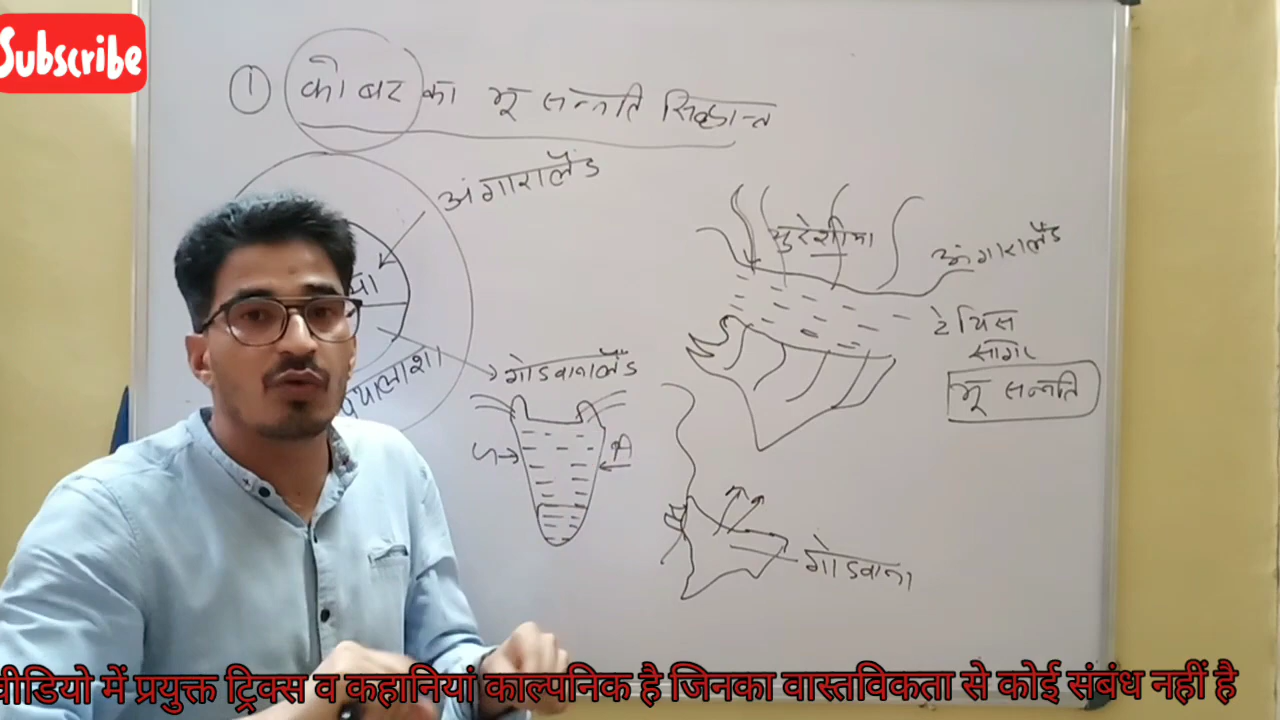 Subscribe
① कोबर का भू सन्नति सिद्धान्त
अंगारालैंड
युरेशीया
अंगारालैंड
टेथिस
सागर
भू सन्नति
गोडवानालैंड
A
पेंथालाशा
गोडवाना
वीडियो में प्रयुक्त ट्रिक्स व कहानियां काल्पनिक है जिनका वास्तविकता से कोई संबंध नहीं है